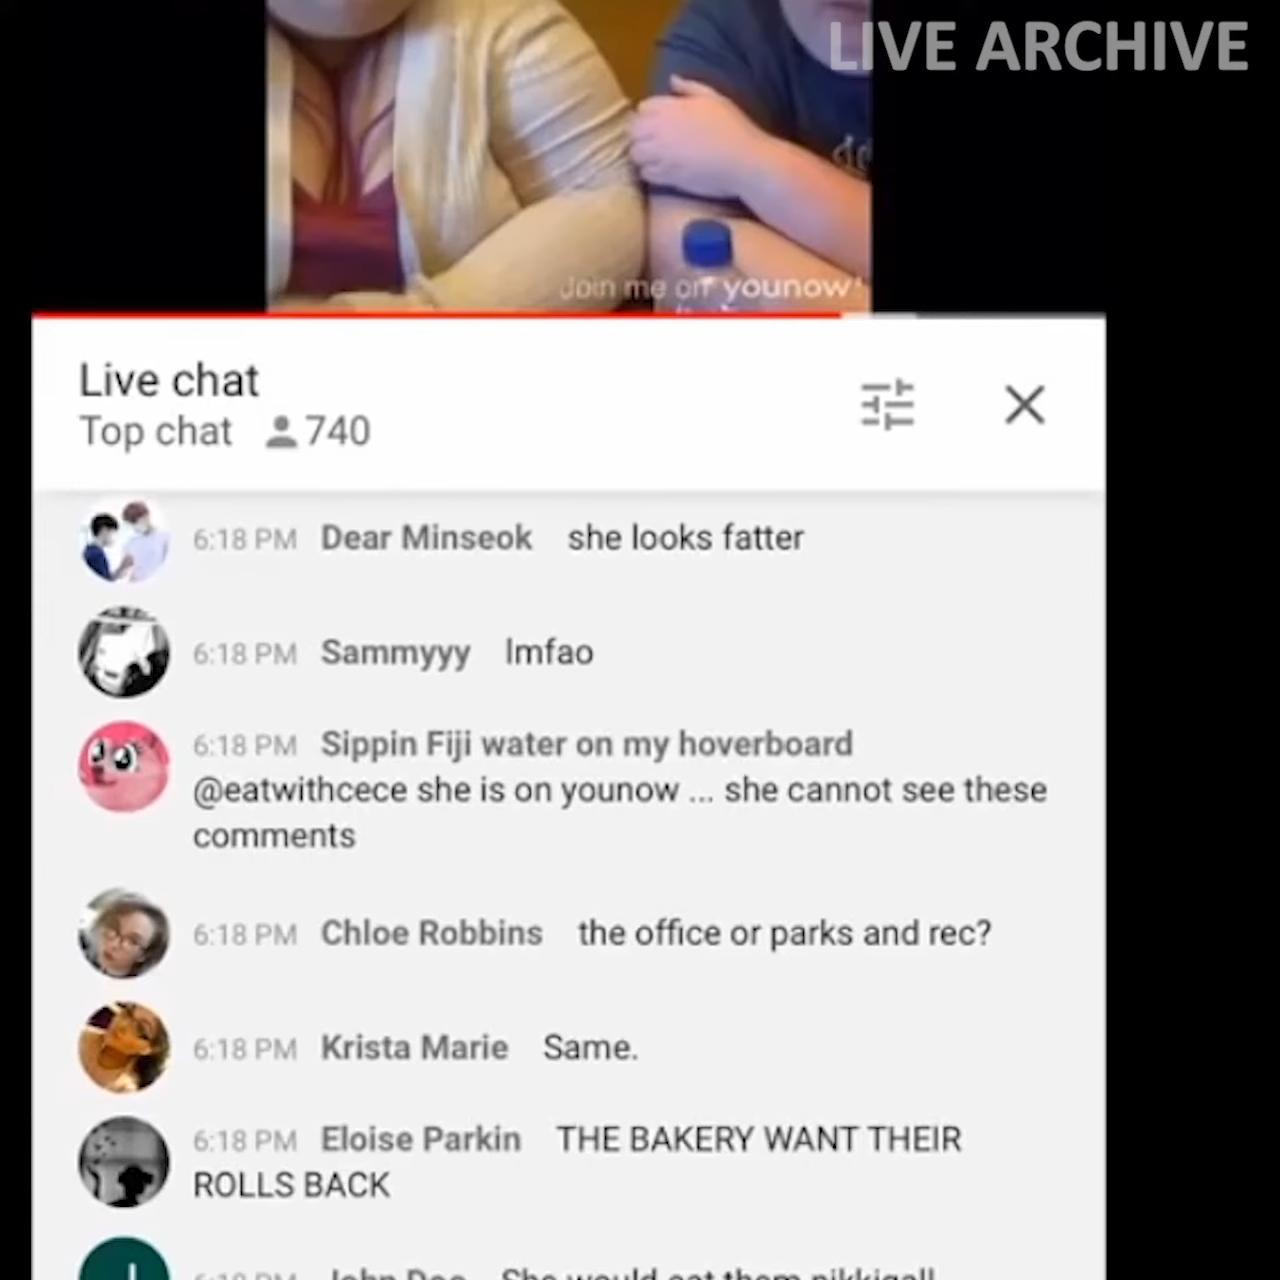 LIVE ARCHIVE
Join me on younow!
Live chat
Top chat 740
6:18 PM Dear Minseok she looks fatter
6:18 PM Sammyyy lmfao
6:18 PM Sippin Fiji water on my hoverboard
@eatwithcece she is on younow ... she cannot see these
comments
6:18 PM Chloe Robbins the office or parks and rec?
6:18 PM Krista Marie Same.
6:18 PM Eloise Parkin THE BAKERY WANT THEIR
ROLLS BACK
6:18 PM John Doe She would eat them nikkigall